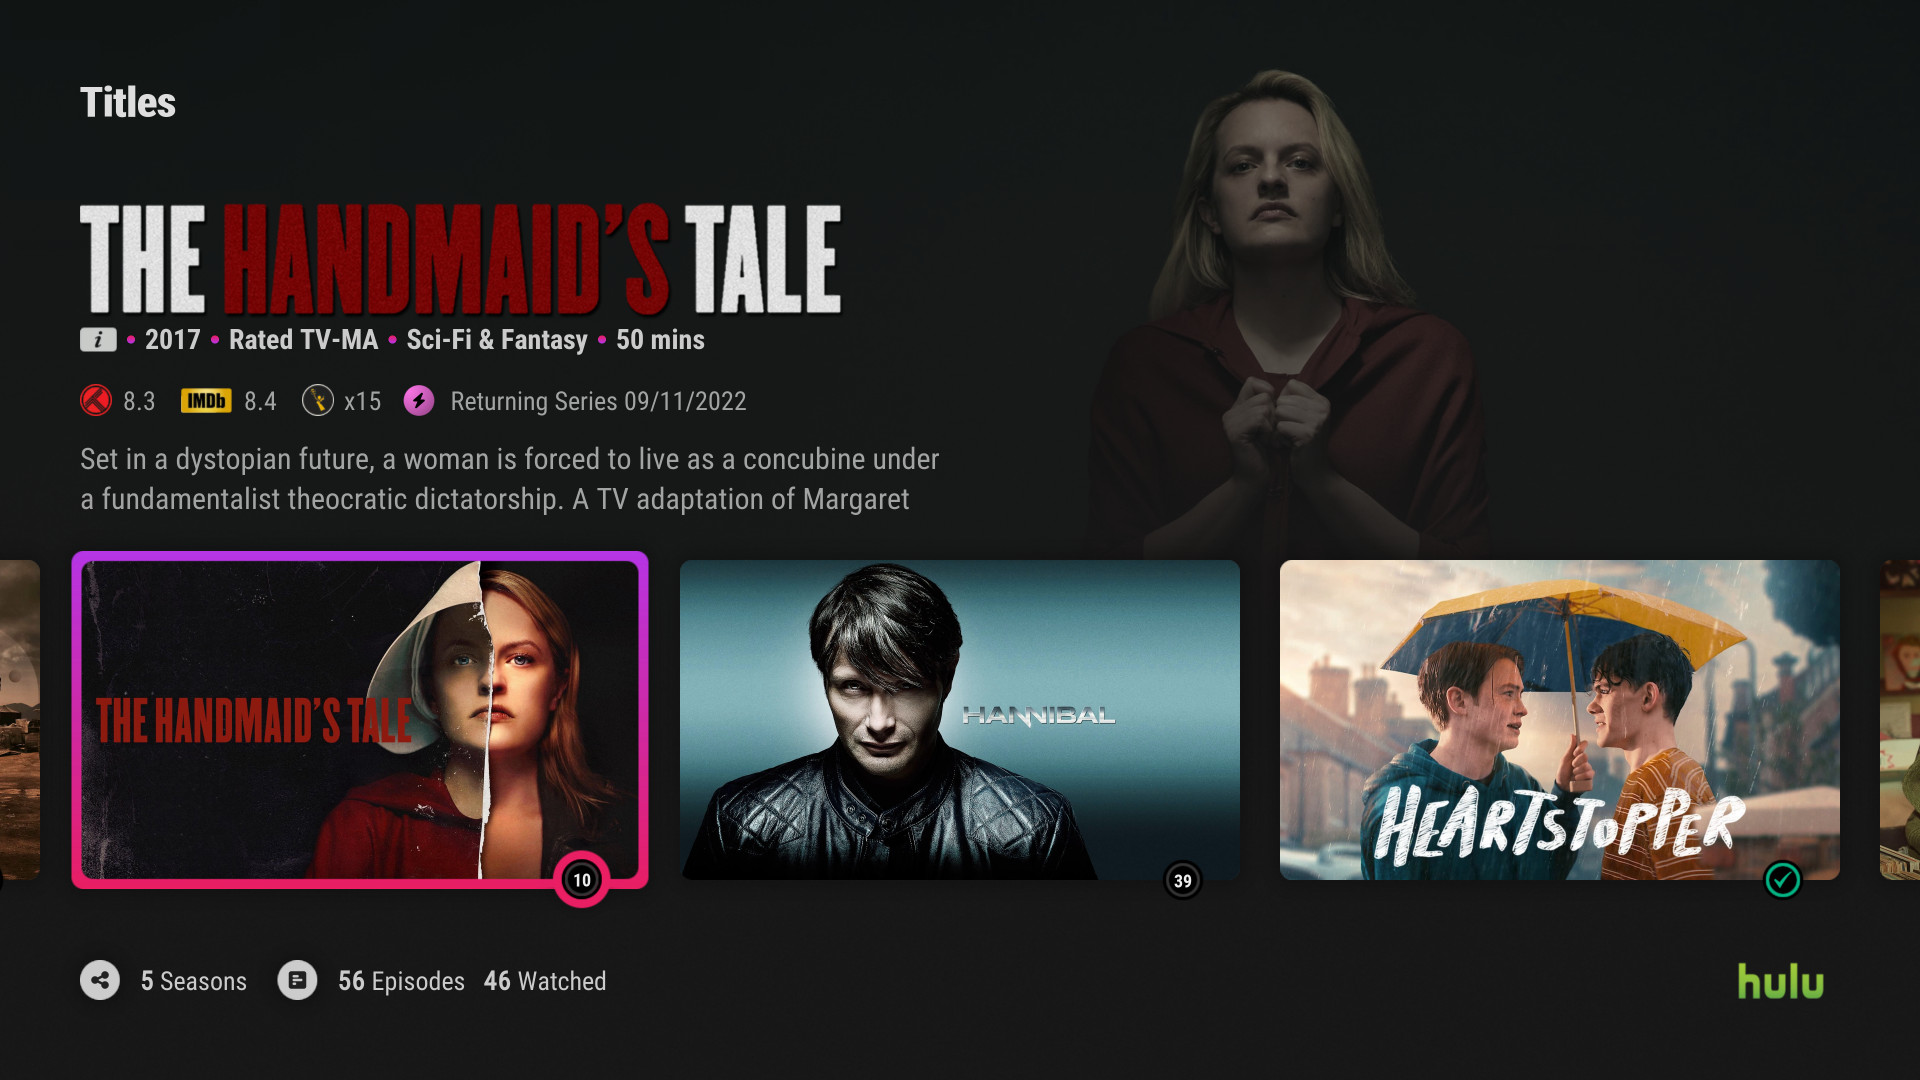 Titles
THE HANDMAID'S TALE
i • 2017 • Rated TV-MA • Sci-Fi & Fantasy • 50 mins
8.3 IMDb 8.4 x15 Returning Series 09/11/2022
Set in a dystopian future, a woman is forced to live as a concubine under
a fundamentalist theocratic dictatorship. A TV adaptation of Margaret
THE HANDMAID'S TALE
HANNIBAL
HEARTSTOPPER
10
39
5 Seasons 56 Episodes 46 Watched
hulu